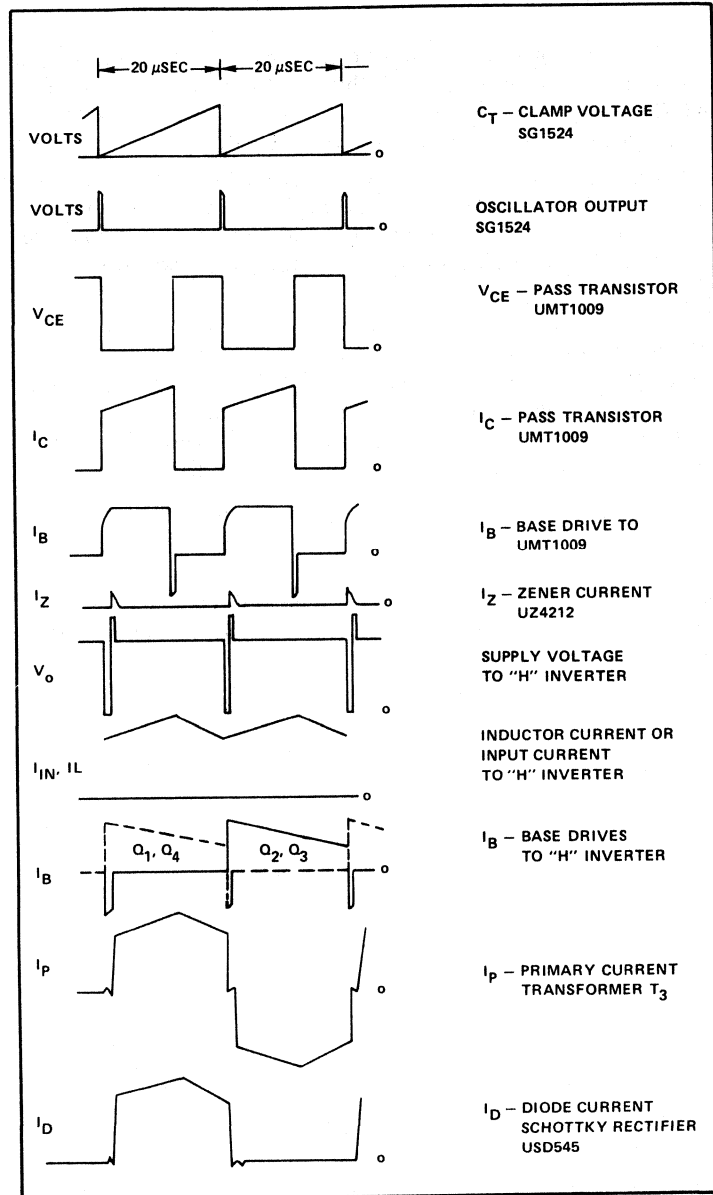 20 µSEC 20 µSEC
VOLTS
o
C_T – CLAMP VOLTAGE
SG1524
VOLTS
o
OSCILLATOR OUTPUT
SG1524
V_CE
o
V_CE – PASS TRANSISTOR
UMT1009
I_C
o
I_C – PASS TRANSISTOR
UMT1009
I_B
o
I_B – BASE DRIVE TO
UMT1009
I_Z
o
I_Z – ZENER CURRENT
UZ4212
V_o
o
SUPPLY VOLTAGE
TO "H" INVERTER
I_IN, IL
o
INDUCTOR CURRENT OR
INPUT CURRENT
TO "H" INVERTER
I_B
Q_1, Q_4
Q_2, Q_3
o
I_B – BASE DRIVES
TO "H" INVERTER
I_P
o
I_P – PRIMARY CURRENT
TRANSFORMER T_3
I_D
o
I_D – DIODE CURRENT
SCHOTTKY RECTIFIER
USD545